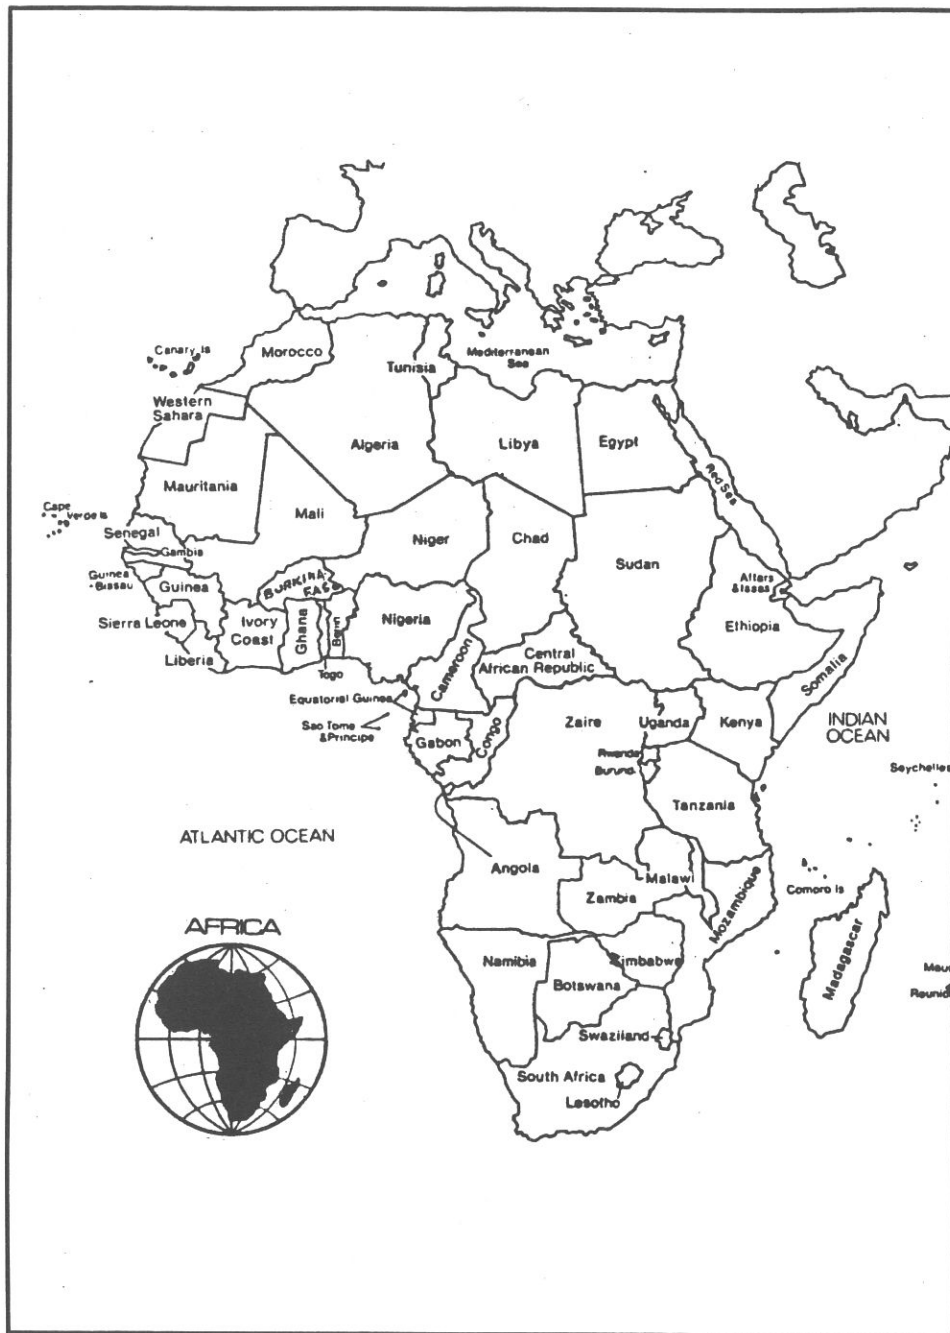 Canary Is
Morocco
Tunisia
Mediterranean
Sea
Western
Sahara
Algeria
Libya
Egypt
Red Sea
Mauritania
Mali
Cape
Verde Is
Senegal
Gambia
Niger
Chad
Sudan
Guinea
-Bissau
Guinea
BURKINA
FASO
Afars
& Issas
Sierra Leone
Ivory
Coast
Ghana
Benin
Nigeria
Ethiopia
Liberia
Togo
Cameroon
Central
African Republic
Somalia
Equatorial Guinea
Sao Tome
& Principe
Gabon
Congo
Zaire
Uganda
Kenya
INDIAN
OCEAN
Rwanda
Burundi
Seychelles
Tanzania
ATLANTIC OCEAN
Angola
Malawi
Zambia
Mozambique
Comoro Is
Madagascar
AFRICA
Namibia
Zimbabwe
Botswana
Mau
Reunio
Swaziland
South Africa
Lesotho